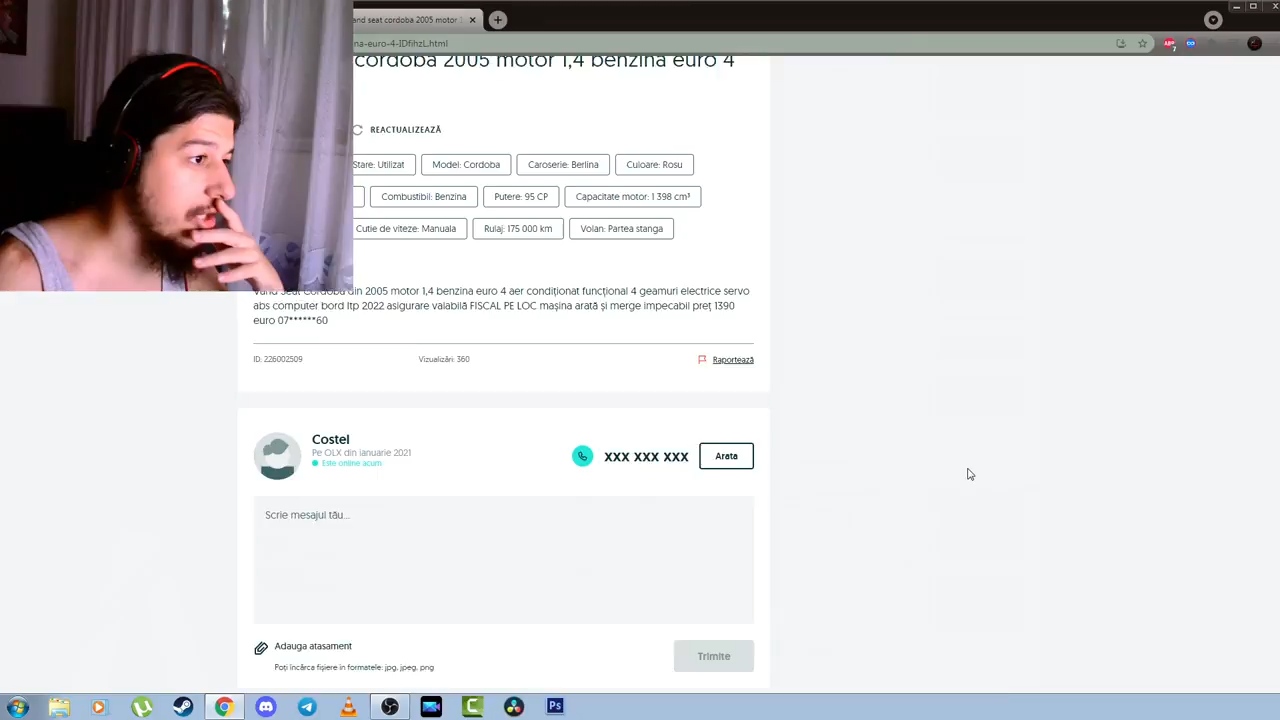 and seat cordoba 2005 motor 1
na-euro-4-IDfihzL.html
cordoba 2005 motor 1,4 benzina euro 4
REACTUALIZEAZĂ
Stare: Utilizat
Model: Cordoba
Caroserie: Berlina
Culoare: Rosu
Combustibil: Benzina
Putere: 95 CP
Capacitate motor: 1 398 cm³
Cutie de viteze: Manuala
Rulaj: 175 000 km
Volan: Partea stanga
Vand Seat Cordoba din 2005 motor 1,4 benzina euro 4 aer condiționat funcțional 4 geamuri electrice servo
abs computer bord Itp 2022 asigurare valabilă FISCAL PE LOC mașina arată și merge impecabil preț 1390
euro 07******60
ID: 226002509
Vizualizări: 360
Raportează
Costel
Pe OLX din ianuarie 2021
Este online acum
XXX XXX XXX
Arata
Scrie mesajul tău...
Adauga atasament
Poți încărca fișiere in formatele: jpg, jpeg, png
Trimite
ABP
7
Ps